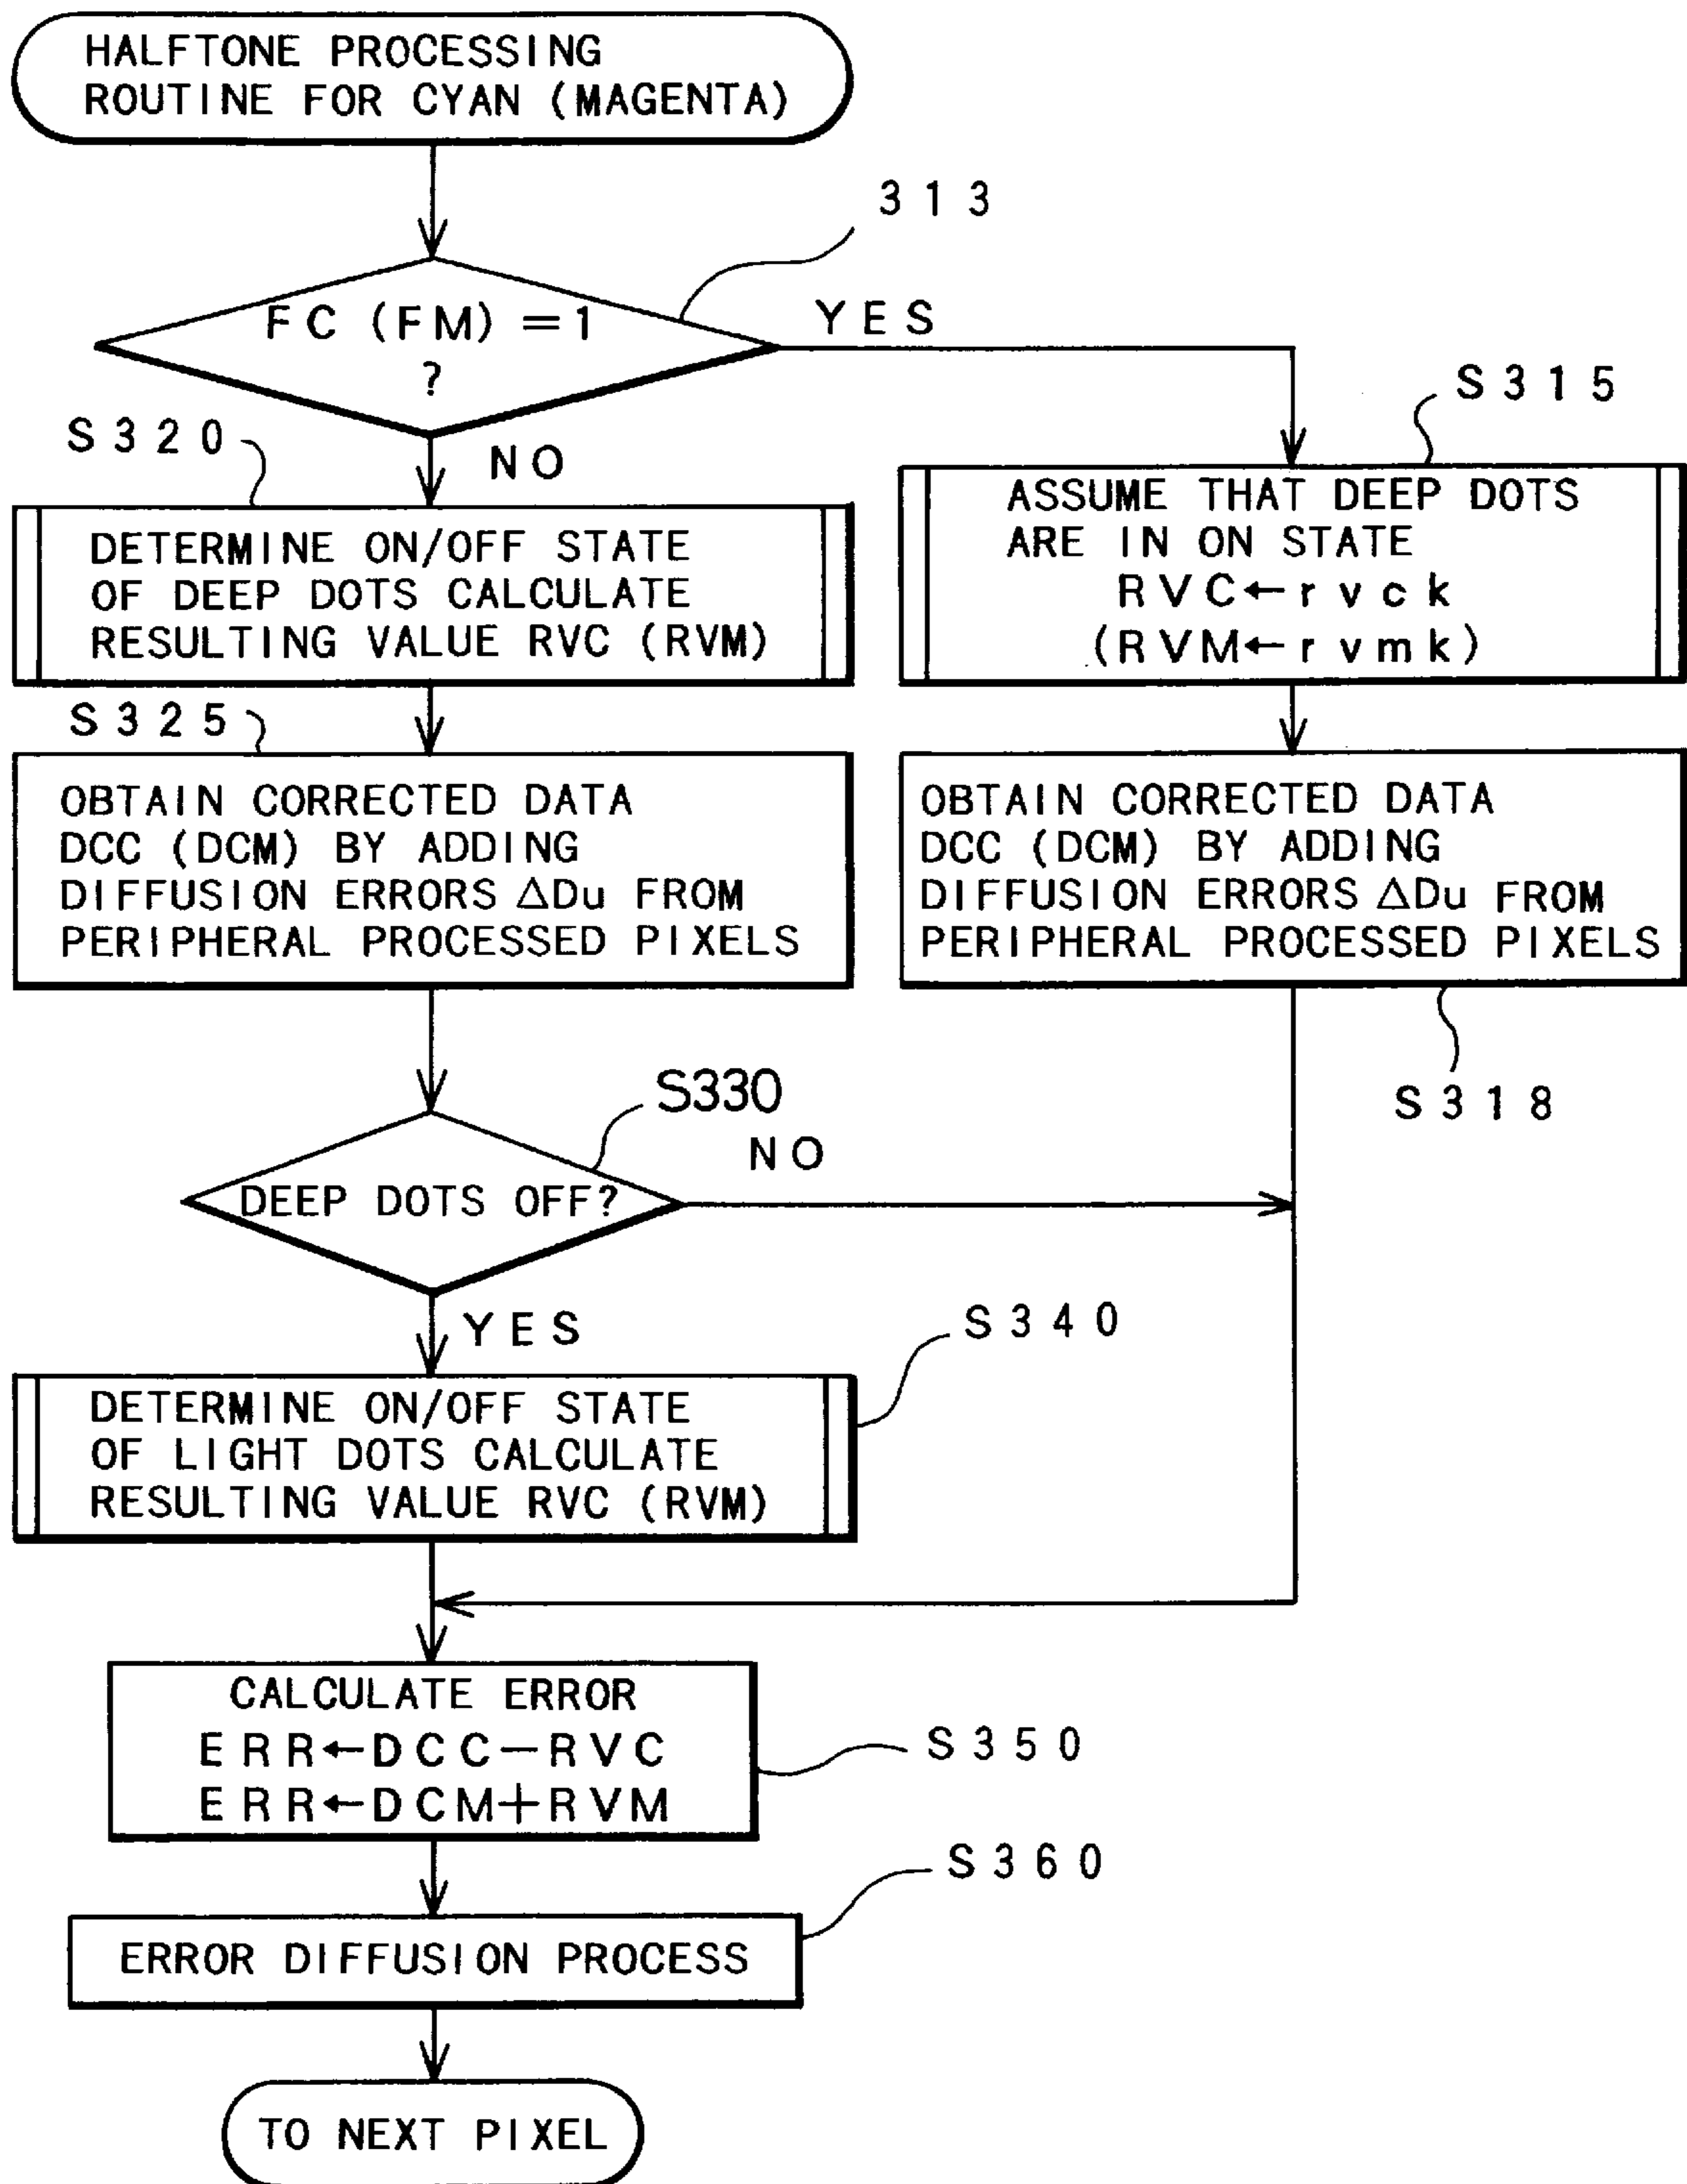 HALFTONE PROCESSING
ROUTINE FOR CYAN (MAGENTA)
313
FC (FM) =1
?
YES
S315
S320
NO
ASSUME THAT DEEP DOTS
ARE IN ON STATE
RVC←rvck
(RVM←rvmk)
DETERMINE ON/OFF STATE
OF DEEP DOTS CALCULATE
RESULTING VALUE RVC (RVM)
S325
OBTAIN CORRECTED DATA
DCC (DCM) BY ADDING
DIFFUSION ERRORS ΔDu FROM
PERIPHERAL PROCESSED PIXELS
OBTAIN CORRECTED DATA
DCC (DCM) BY ADDING
DIFFUSION ERRORS ΔDu FROM
PERIPHERAL PROCESSED PIXELS
S318
S330
NO
DEEP DOTS OFF?
YES
S340
DETERMINE ON/OFF STATE
OF LIGHT DOTS CALCULATE
RESULTING VALUE RVC (RVM)
CALCULATE ERROR
ERR←DCC−RVC
ERR←DCM+RVM
S350
S360
ERROR DIFFUSION PROCESS
TO NEXT PIXEL